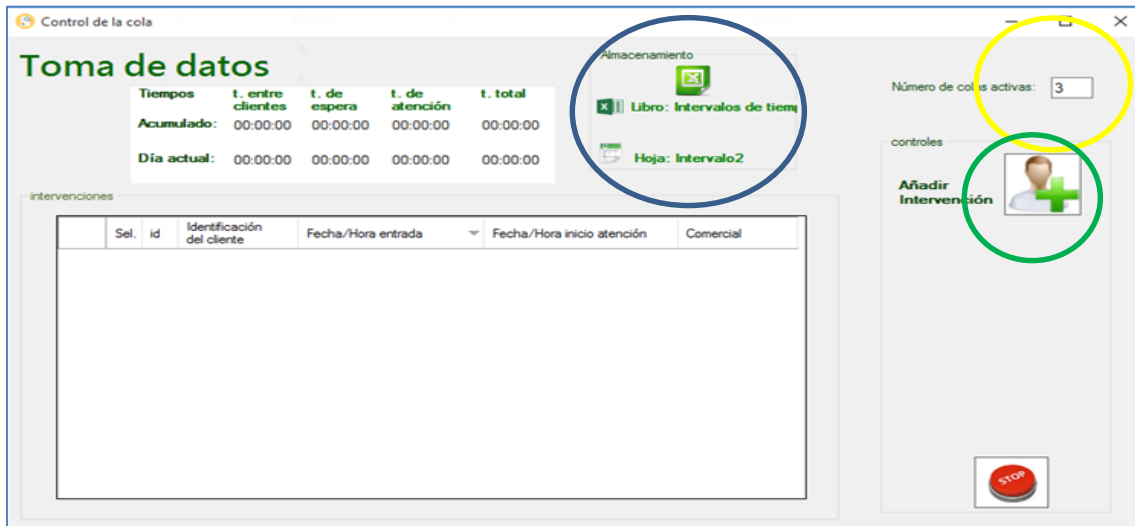 Control de la cola
Toma de datos
Tiempos t. entre clientes t. de espera t. de atención t. total
Acumulado: 00:00:00 00:00:00 00:00:00 00:00:00
Día actual: 00:00:00 00:00:00 00:00:00 00:00:00
Almacenamiento
Libro: Intervalos de tiemp
Hoja: Intervalo2
Número de colas activas: 3
controles
Añadir
Intervención
intervenciones
Sel. id Identificación del cliente Fecha/Hora entrada Fecha/Hora inicio atención Comercial
STOP